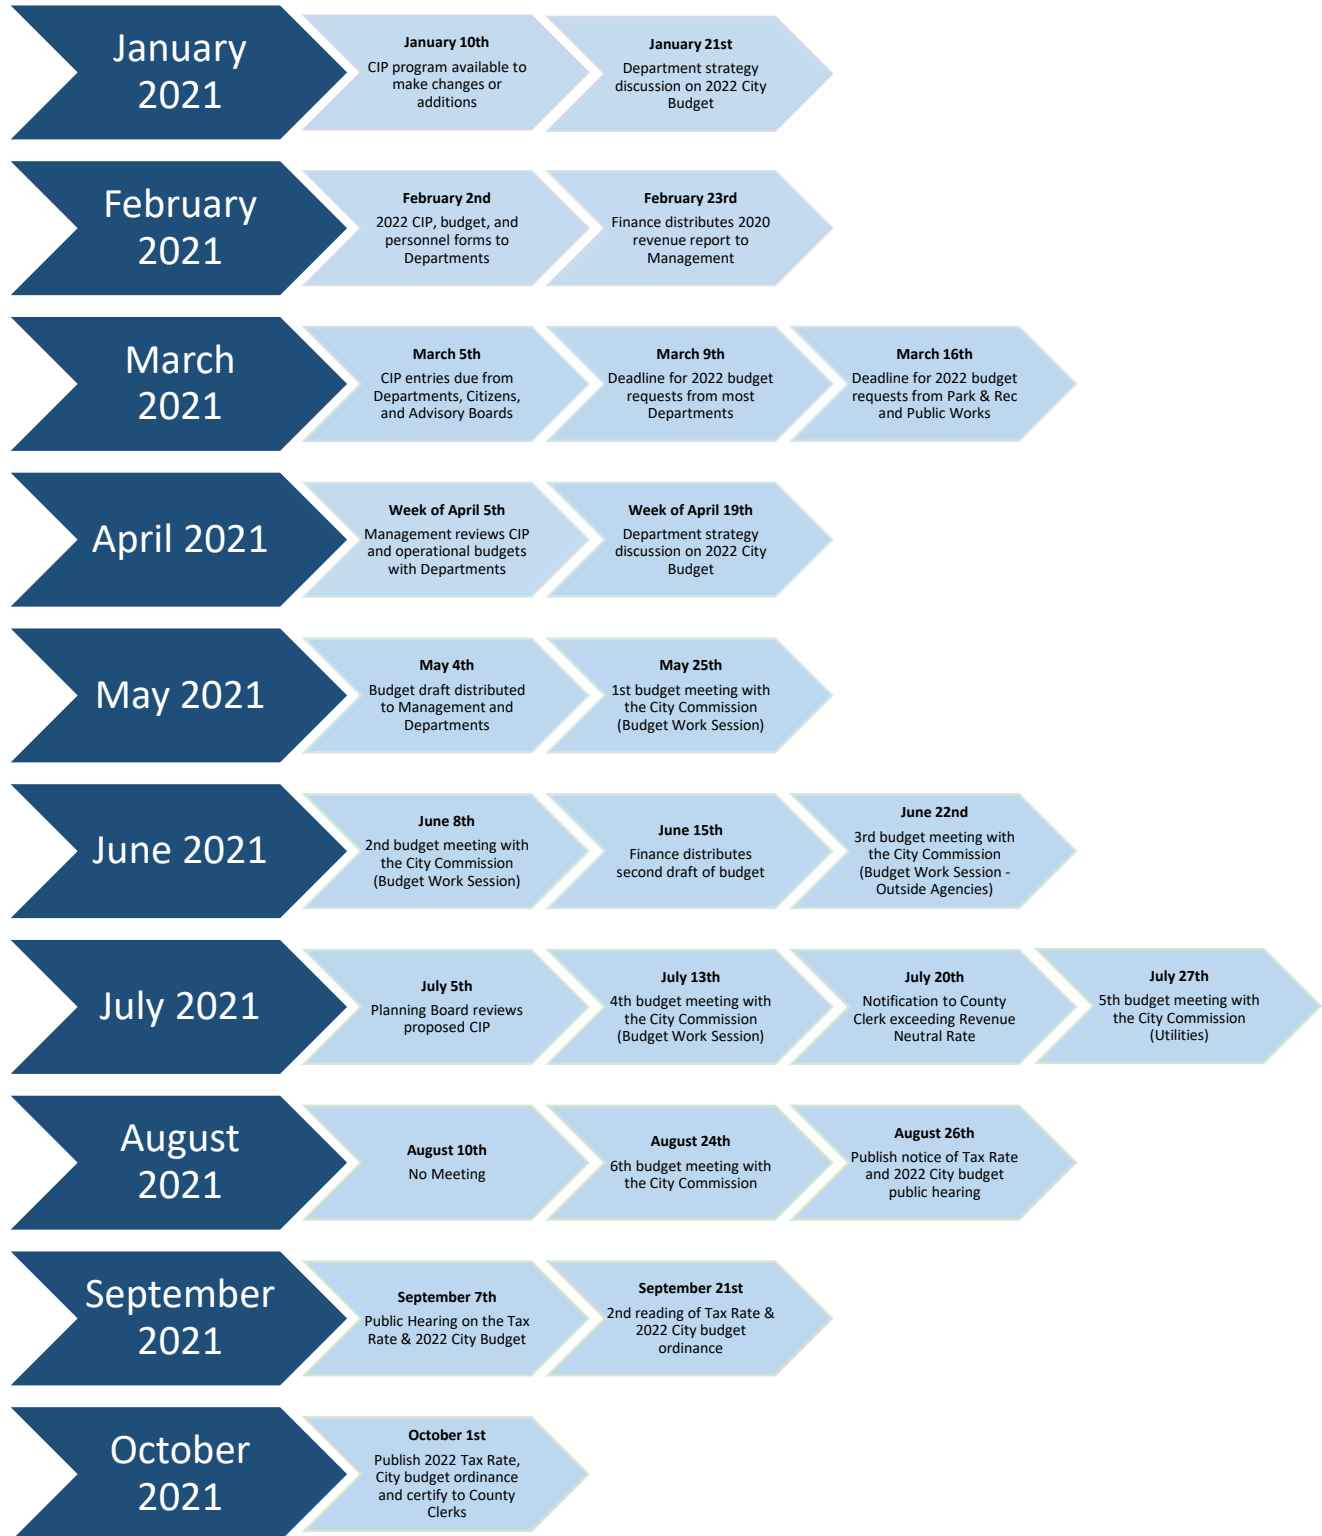 January
2021
January 10th
CIP program available to
make changes or
additions
January 21st
Department strategy
discussion on 2022 City
Budget
February
2021
February 2nd
2022 CIP, budget, and
personnel forms to
Departments
February 23rd
Finance distributes 2020
revenue report to
Management
March
2021
March 5th
CIP entries due from
Departments, Citizens,
and Advisory Boards
March 9th
Deadline for 2022 budget
requests from most
Departments
March 16th
Deadline for 2022 budget
requests from Park & Rec
and Public Works
April 2021
Week of April 5th
Management reviews CIP
and operational budgets
with Departments
Week of April 19th
Department strategy
discussion on 2022 City
Budget
May 2021
May 4th
Budget draft distributed
to Management and
Departments
May 25th
1st budget meeting with
the City Commission
(Budget Work Session)
June 2021
June 8th
2nd budget meeting with
the City Commission
(Budget Work Session)
June 15th
Finance distributes
second draft of budget
June 22nd
3rd budget meeting with
the City Commission
(Budget Work Session -
Outside Agencies)
July 2021
July 5th
Planning Board reviews
proposed CIP
July 13th
4th budget meeting with
the City Commission
(Budget Work Session)
July 20th
Notification to County
Clerk exceeding Revenue
Neutral Rate
July 27th
5th budget meeting with
the City Commission
(Utilities)
August
2021
August 10th
No Meeting
August 24th
6th budget meeting with
the City Commission
August 26th
Publish notice of Tax Rate
and 2022 City budget
public hearing
September
2021
September 7th
Public Hearing on the Tax
Rate & 2022 City Budget
September 21st
2nd reading of Tax Rate &
2022 City budget
ordinance
October
2021
October 1st
Publish 2022 Tax Rate,
City budget ordinance
and certify to County
Clerks